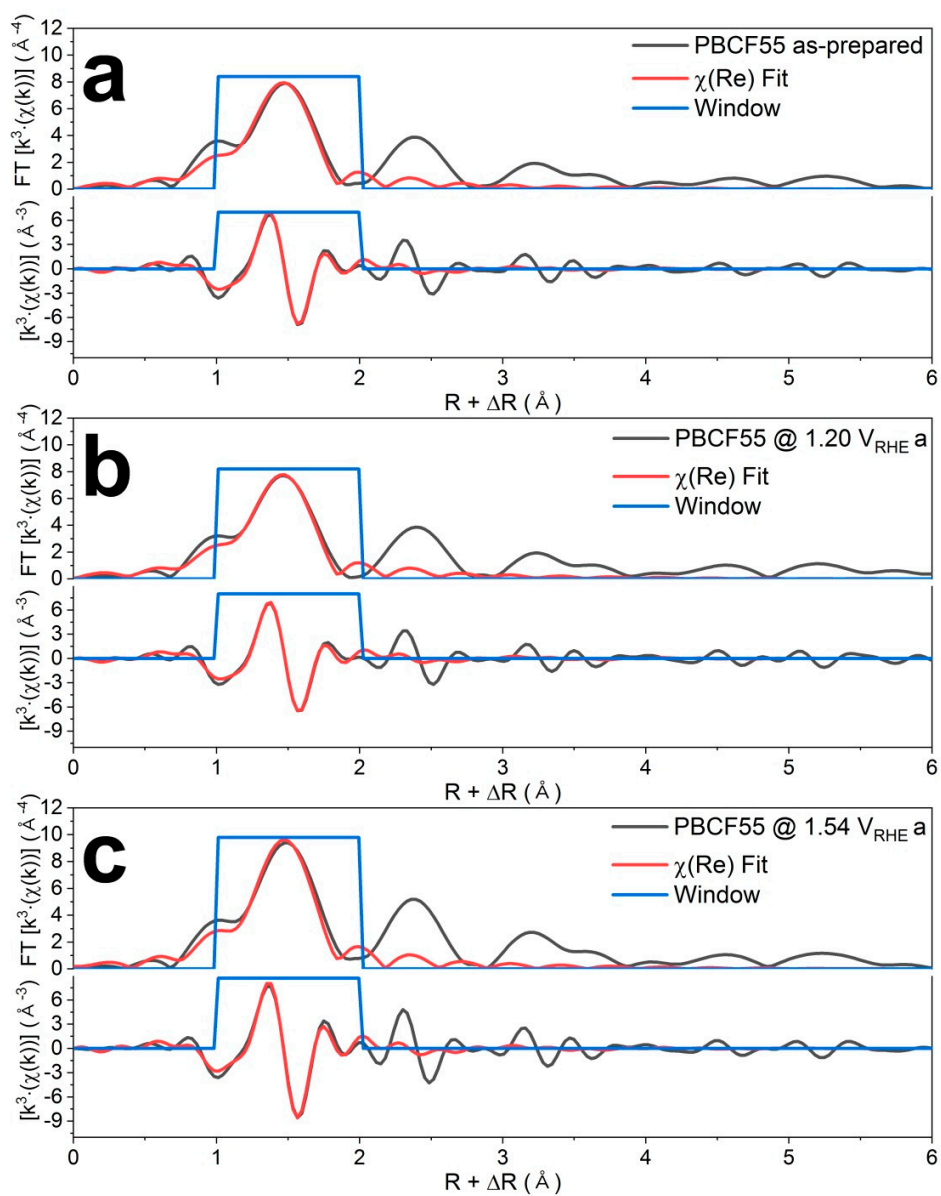 a
FT [k³·(χ(k))] (Å⁻⁴)
12
10
8
6
4
2
0
PBCF55 as-prepared
χ(Re) Fit
Window
[k³·(χ(k))] (Å⁻³)
6
3
0
-3
-6
-9
0 1 2 3 4 5 6
R + ΔR (Å)
b
FT [k³·(χ(k))] (Å⁻⁴)
12
10
8
6
4
2
0
PBCF55 @ 1.20 V_RHE a
χ(Re) Fit
Window
[k³·(χ(k))] (Å⁻³)
6
3
0
-3
-6
-9
0 1 2 3 4 5 6
R + ΔR (Å)
c
FT [k³·(χ(k))] (Å⁻⁴)
12
10
8
6
4
2
0
PBCF55 @ 1.54 V_RHE a
χ(Re) Fit
Window
[k³·(χ(k))] (Å⁻³)
6
3
0
-3
-6
-9
0 1 2 3 4 5 6
R + ΔR (Å)